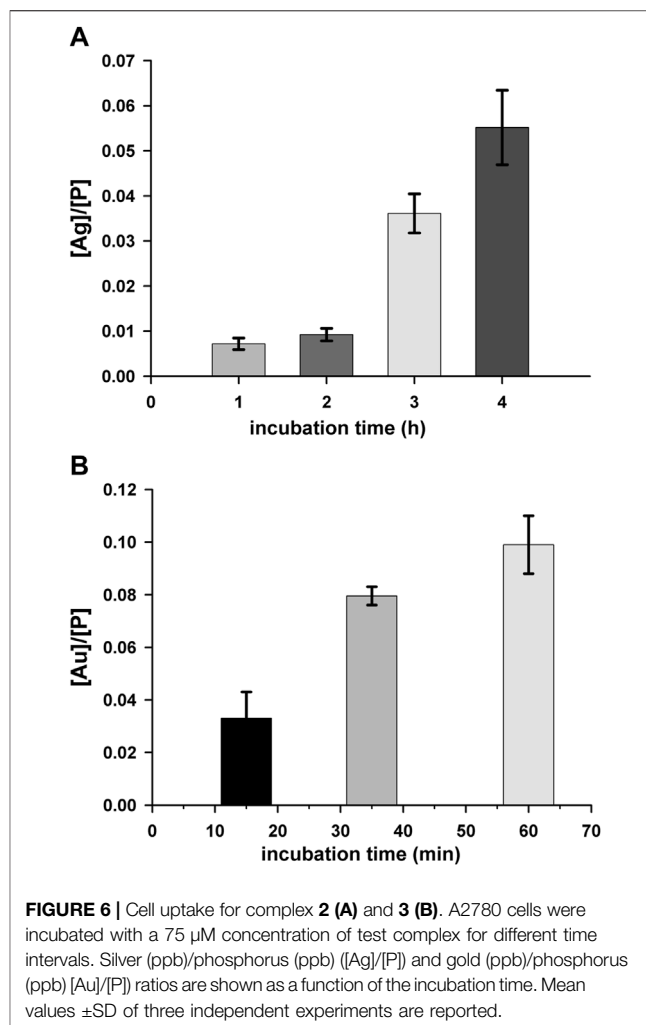 A
0.07
0.06
0.05
0.04
0.03
0.02
0.01
0.00
[Ag]/[P]
0 1 2 3 4
incubation time (h)
B
0.12
0.10
0.08
0.06
0.04
0.02
0.00
[Au]/[P]
0 10 20 30 40 50 60 70
incubation time (min)
FIGURE 6 | Cell uptake for complex 2 (A) and 3 (B). A2780 cells were
incubated with a 75 µM concentration of test complex for different time
intervals. Silver (ppb)/phosphorus (ppb) ([Ag]/[P]) and gold (ppb)/phosphorus
(ppb) [Au]/[P]) ratios are shown as a function of the incubation time. Mean
values ±SD of three independent experiments are reported.